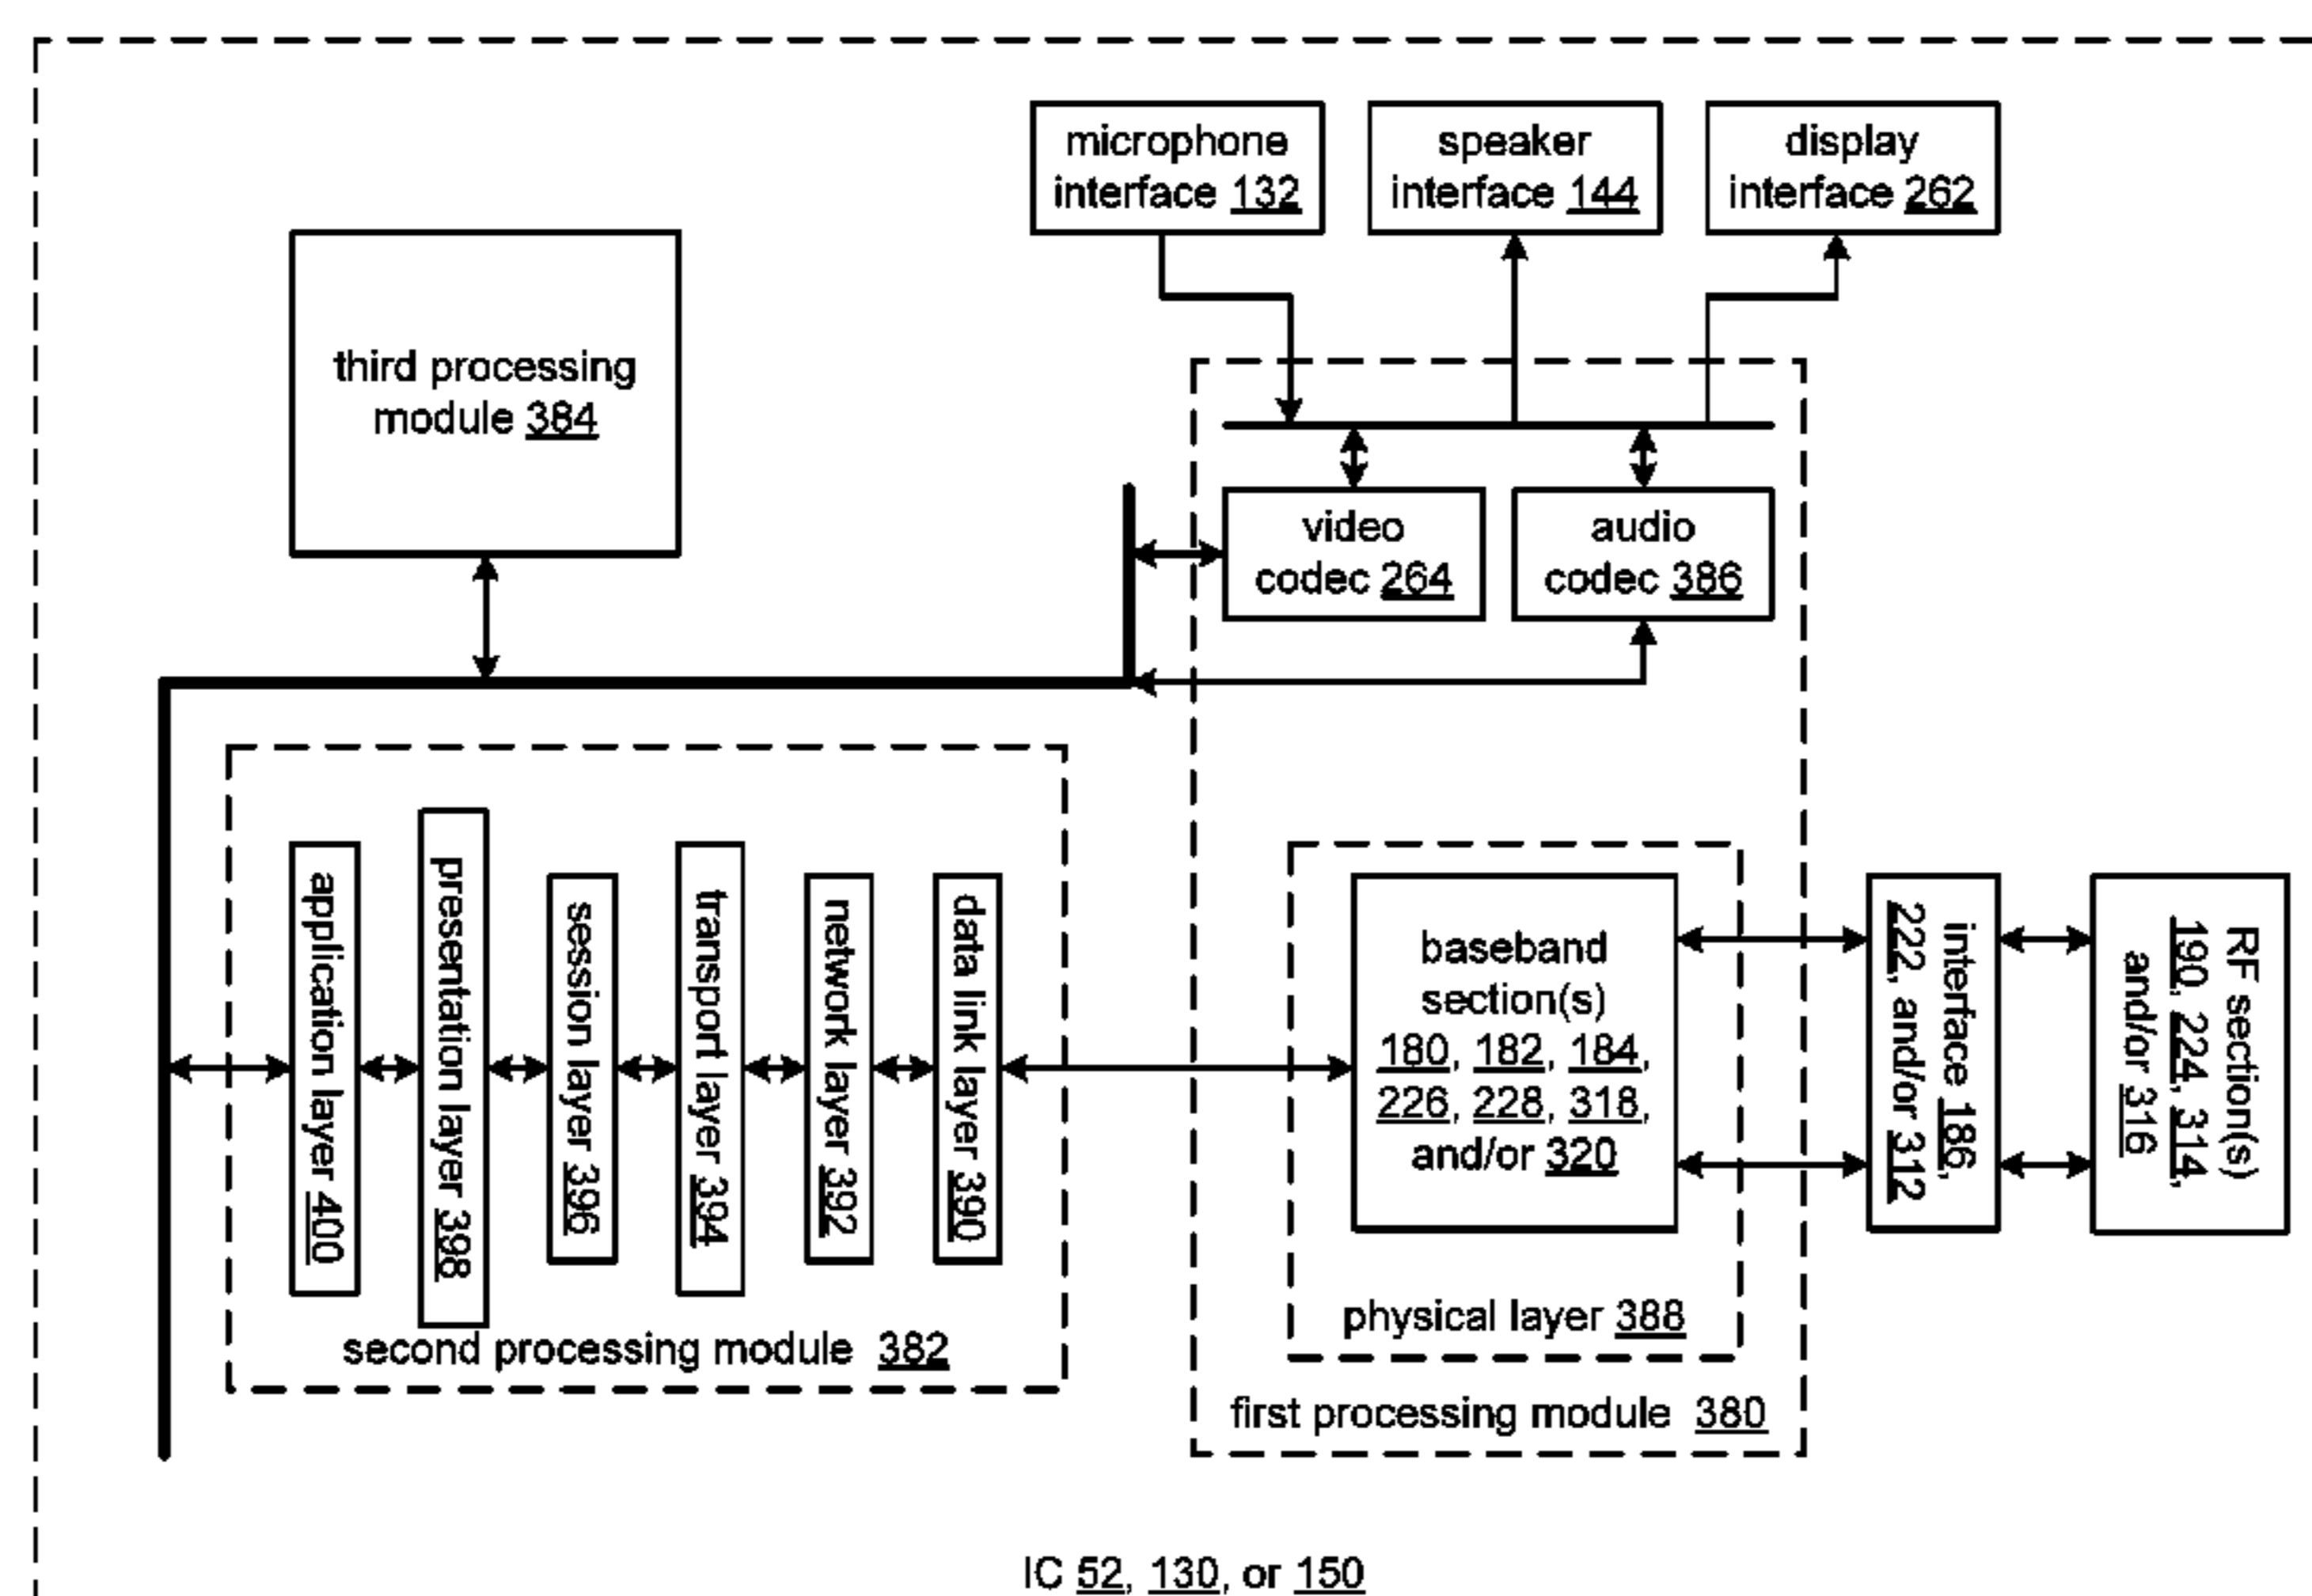 microphone
interface 132
speaker
interface 144
display
interface 262
third processing
module 384
video
codec 264
audio
codec 386
application layer 400
presentation layer 398
session layer 396
transport layer 394
network layer 392
data link layer 390
second processing module 382
baseband
section(s)
180, 182, 184,
226, 228, 318,
and/or 320
physical layer 388
first processing module 380
interface 186,
222, and/or 312
RF section(s)
190, 224, 314,
and/or 316
IC 52, 130, or 150